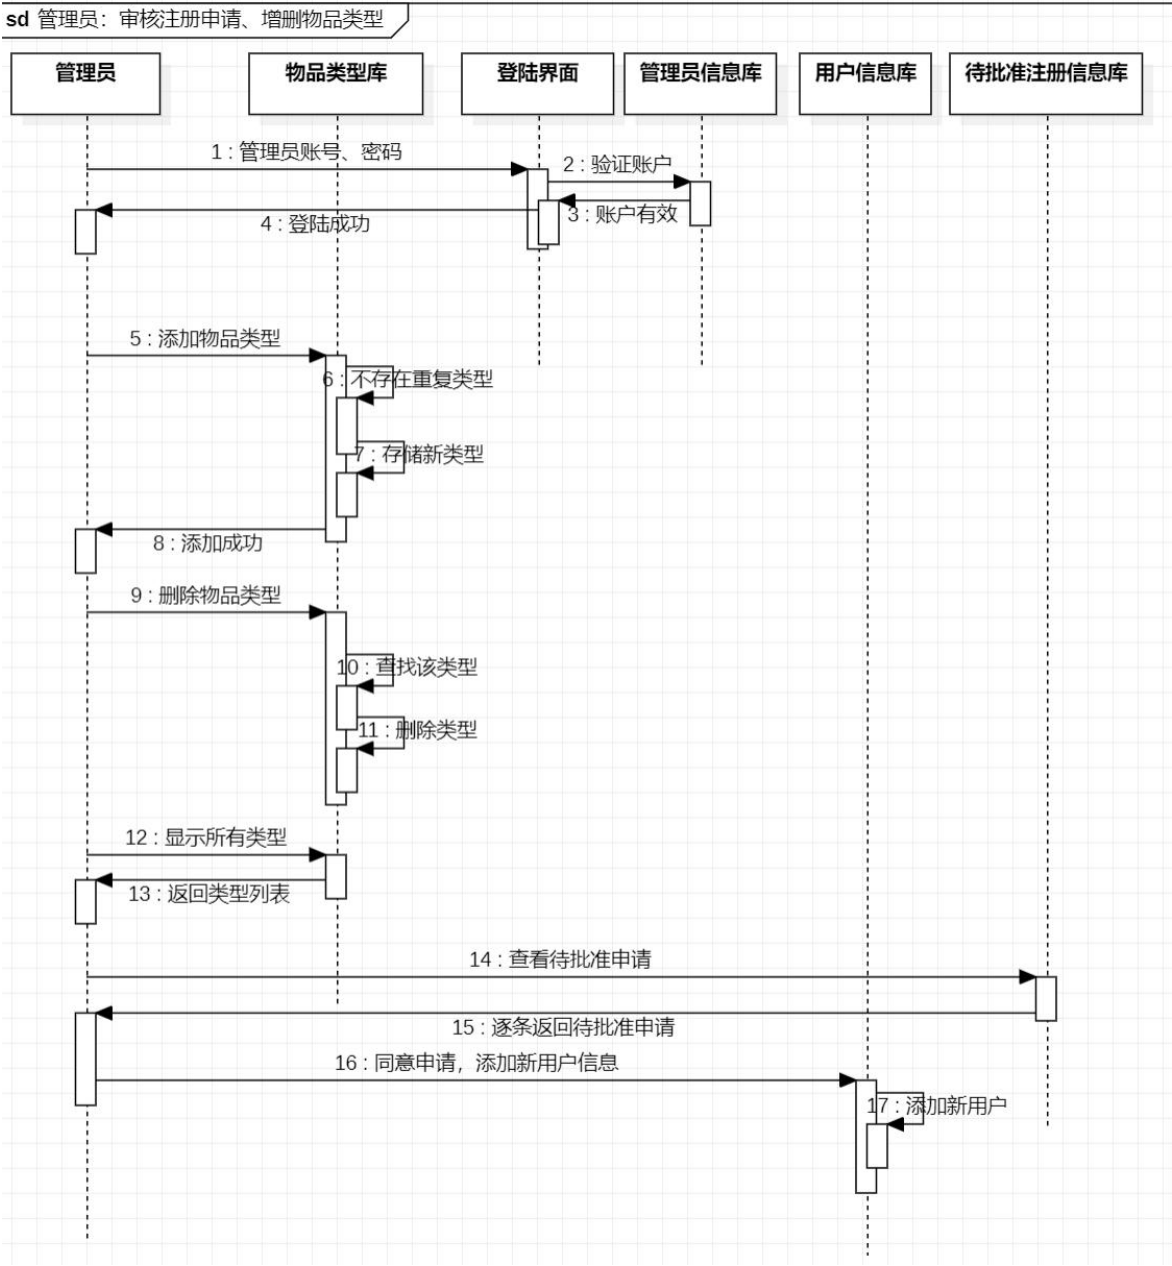 sd 管理员：审核注册申请、增删物品类型
管理员 物品类型库 登陆界面 管理员信息库 用户信息库 待批准注册信息库
1 : 管理员账号、密码
2 : 验证账户
3 : 账户有效
4 : 登陆成功
5 : 添加物品类型
6 : 不存在重复类型
7 : 存储新类型
8 : 添加成功
9 : 删除物品类型
10 : 查找该类型
11 : 删除类型
12 : 显示所有类型
13 : 返回类型列表
14 : 查看待批准申请
15 : 逐条返回待批准申请
16 : 同意申请，添加新用户信息
17 : 添加新用户